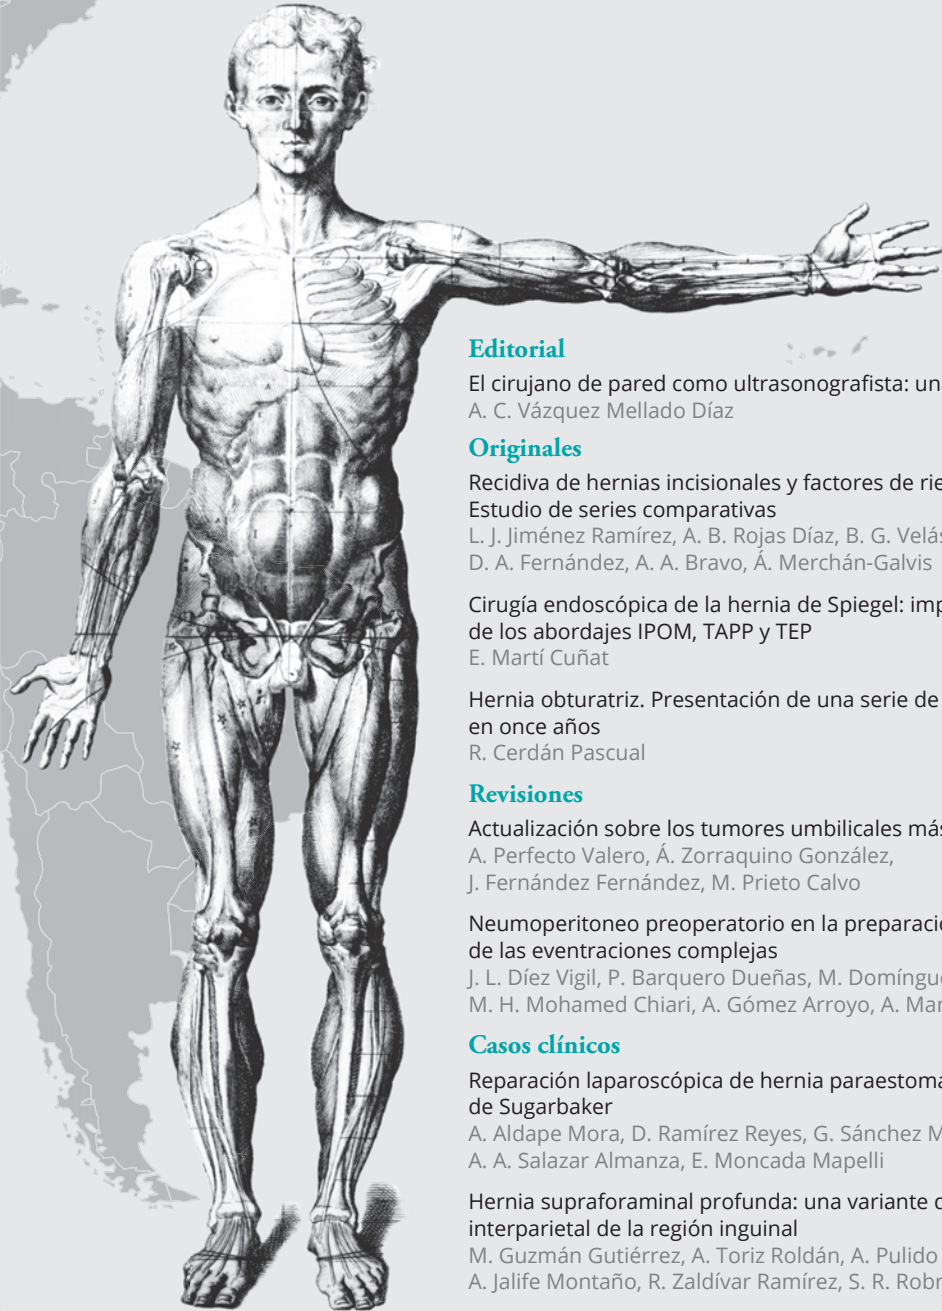 Editorial
El cirujano de pared como ultrasonografista: una
A. C. Vázquez Mellado Díaz
Originales
Recidiva de hernias incisionales y factores de rie
Estudio de series comparativas
L. J. Jiménez Ramírez, A. B. Rojas Díaz, B. G. Velás
D. A. Fernández, A. A. Bravo, Á. Merchán-Galvis
Cirugía endoscópica de la hernia de Spiegel: imp
de los abordajes IPOM, TAPP y TEP
E. Martí Cuñat
Hernia obturatriz. Presentación de una serie de
en once años
R. Cerdán Pascual
Revisiones
Actualización sobre los tumores umbilicales más
A. Perfecto Valero, Á. Zorraquino González,
J. Fernández Fernández, M. Prieto Calvo
Neumoperitoneo preoperatorio en la preparació
de las eventraciones complejas
J. L. Díez Vigil, P. Barquero Dueñas, M. Domíngue
M. H. Mohamed Chiari, A. Gómez Arroyo, A. Mar
Casos clínicos
Reparación laparoscópica de hernia paraestoma
de Sugarbaker
A. Aldape Mora, D. Ramírez Reyes, G. Sánchez M
A. A. Salazar Almanza, E. Moncada Mapelli
Hernia supraforaminal profunda: una variante d
interparietal de la región inguinal
M. Guzmán Gutiérrez, A. Toriz Roldán, A. Pulido
A. Jalife Montaño, R. Zaldívar Ramírez, S. R. Robr